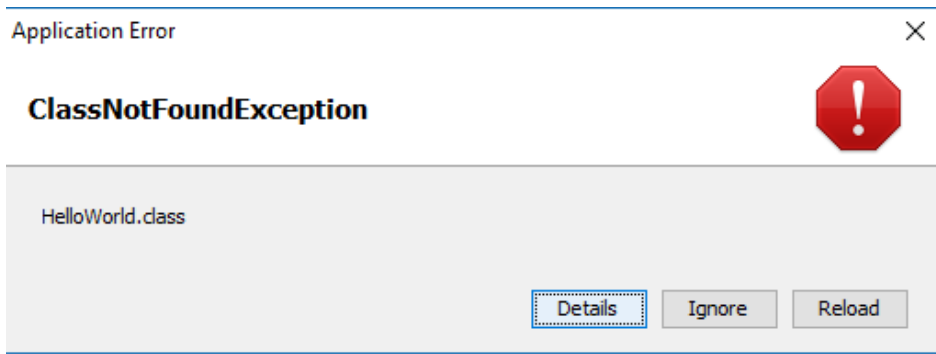 Application Error
ClassNotFoundException
HelloWorld.class
Details Ignore Reload